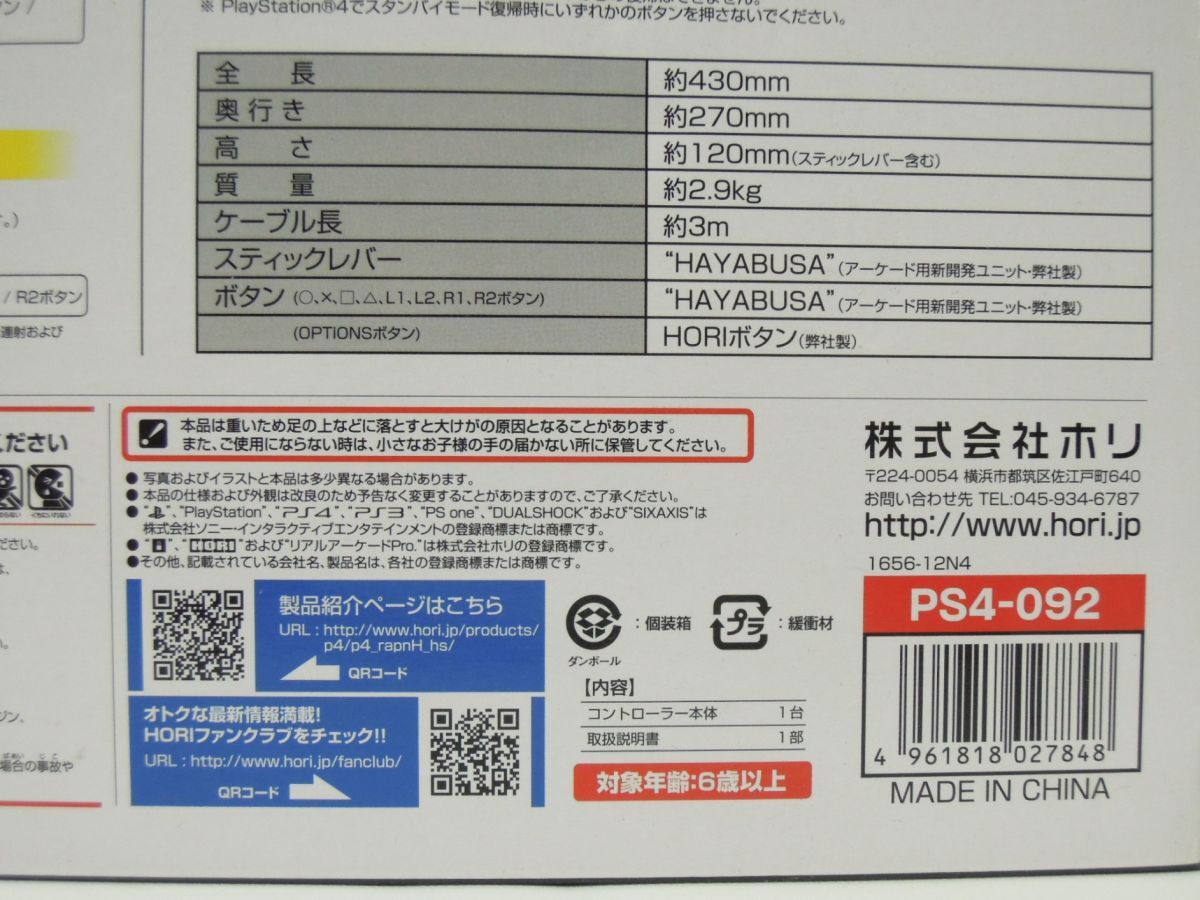 ※ PlayStation®4でスタンバイモード復帰時にいずれかのボタンを押さないでください。
全長 約430mm
奥行き 約270mm
高さ 約120mm(スティックレバー含む)
質量 約2.9kg
ケーブル長 約3m
スティックレバー “HAYABUSA”(アーケード用新開発ユニット・弊社製)
ボタン (○、×、□、△、L1、L2、R1、R2ボタン) “HAYABUSA”(アーケード用新開発ユニット・弊社製)
(OPTIONSボタン) HORIボタン(弊社製)
/ R2ボタン
連射および
ください
ださい。
場合の事故や
本品は重いため足の上などに落とすと大けがの原因となることがあります。
また、ご使用にならない時は、小さなお子様の手の届かない所に保管してください。
● 写真およびイラストと本品は多少異なる場合があります。
● 本品の仕様および外観は改良のため予告なく変更することがありますので、ご了承ください。
● “ ”、“PlayStation”、“PS4”、“PS3”、“PS one”、“DUALSHOCK”および“SIXAXIS”は
株式会社ソニー・インタラクティブエンタテインメントの登録商標または商標です。
● “ ”、“HORI”および“リアルアーケードPro.”は株式会社ホリの登録商標です。
●その他、記載されている会社名、製品名は、各社の登録商標または商標です。
製品紹介ページはこちら
URL : http://www.hori.jp/products/
p4/p4_rapnH_hs/
QRコード
オトクな最新情報満載!
HORIファンクラブをチェック!!
URL : http://www.hori.jp/fanclub/
QRコード
ダンボール
: 個装箱
プラ
: 緩衝材
【内容】
コントローラー本体 1台
取扱説明書 1部
対象年齢:6歳以上
株式会社ホリ
〒224-0054 横浜市都筑区佐江戸町640
お問い合わせ先 TEL:045-934-6787
http://www.hori.jp
1656-12N4
PS4-092
4 961818 027848
MADE IN CHINA